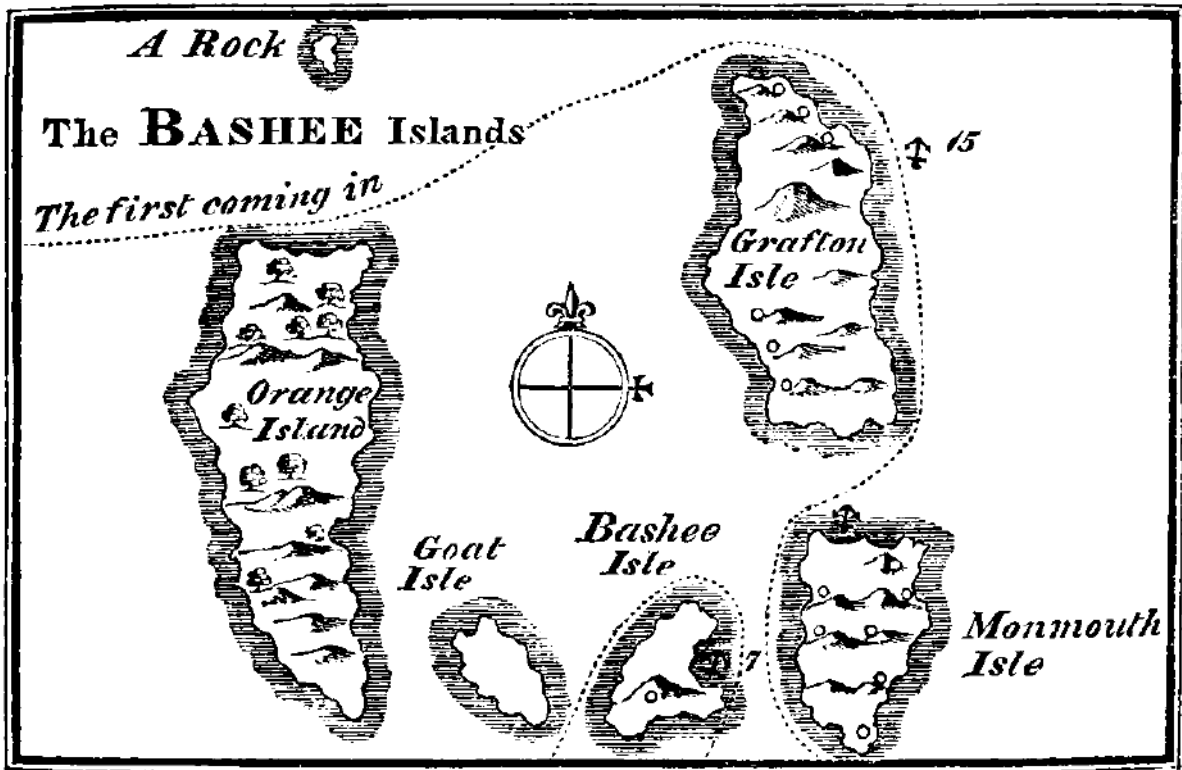 A Rock
The BASHEE Islands
The first coming in
15
Grafton
Isle
Orange
Island
Goat
Isle
Bashee
Isle
7
Monmouth
Isle